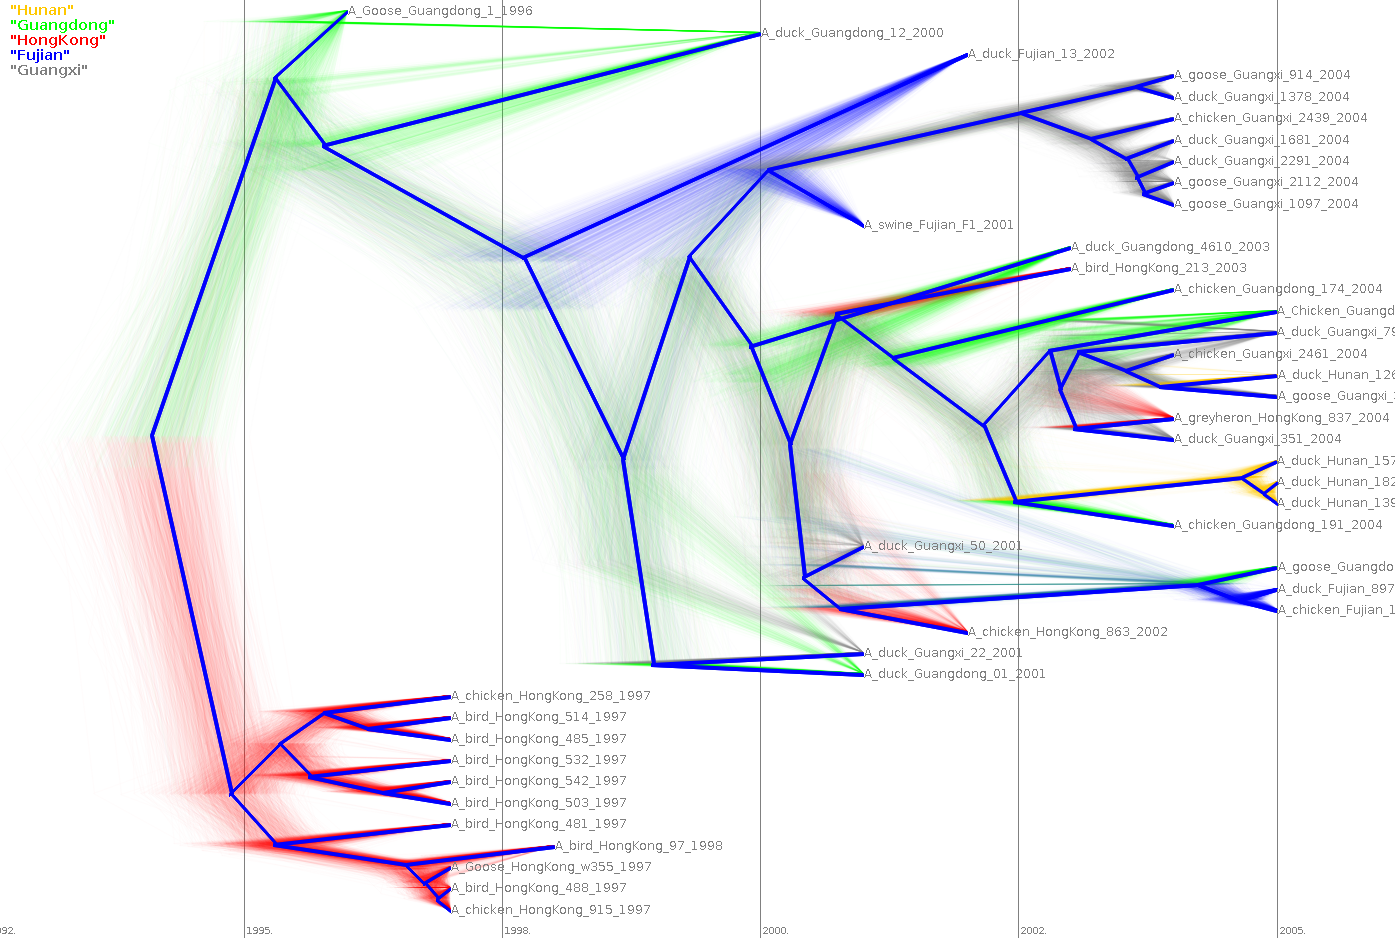 "Hunan"
"Guangdong"
"HongKong"
"Fujian"
"Guangxi"
A_Goose_Guangdong_1_1996
A_duck_Guangdong_12_2000
A_duck_Fujian_13_2002
A_goose_Guangxi_914_2004
A_duck_Guangxi_1378_2004
A_chicken_Guangxi_2439_2004
A_duck_Guangxi_1681_2004
A_duck_Guangxi_2291_2004
A_goose_Guangxi_2112_2004
A_goose_Guangxi_1097_2004
A_swine_Fujian_F1_2001
A_duck_Guangdong_4610_2003
A_bird_HongKong_213_2003
A_chicken_Guangdong_174_2004
A_Chicken_Guangd
A_duck_Guangxi_79
A_chicken_Guangxi_2461_2004
A_duck_Hunan_126
A_goose_Guangxi_
A_greyheron_HongKong_837_2004
A_duck_Guangxi_351_2004
A_duck_Hunan_157
A_duck_Hunan_182
A_duck_Hunan_139
A_chicken_Guangdong_191_2004
A_duck_Guangxi_50_2001
A_goose_Guangdo
A_duck_Fujian_897
A_chicken_Fujian_1
A_chicken_HongKong_863_2002
A_duck_Guangxi_22_2001
A_duck_Guangdong_01_2001
A_chicken_HongKong_258_1997
A_bird_HongKong_514_1997
A_bird_HongKong_485_1997
A_bird_HongKong_532_1997
A_bird_HongKong_542_1997
A_bird_HongKong_503_1997
A_bird_HongKong_481_1997
A_bird_HongKong_97_1998
A_Goose_HongKong_w355_1997
A_bird_HongKong_488_1997
A_chicken_HongKong_915_1997
92. 1995. 1998. 2000. 2002. 2005.